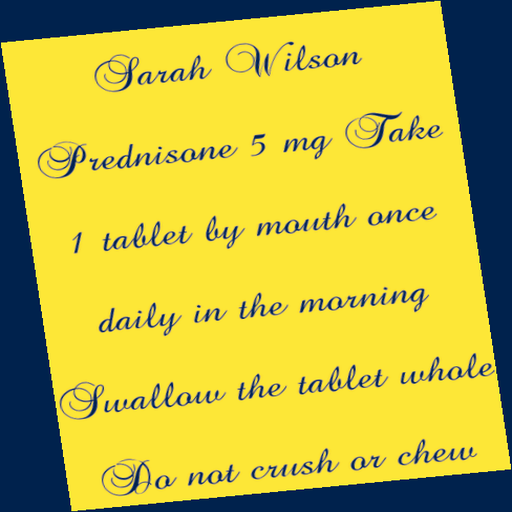 Sarah Wilson
Prednisone 5 mg Take
1 tablet by mouth once
daily in the morning
Swallow the tablet whole
Do not crush or chew